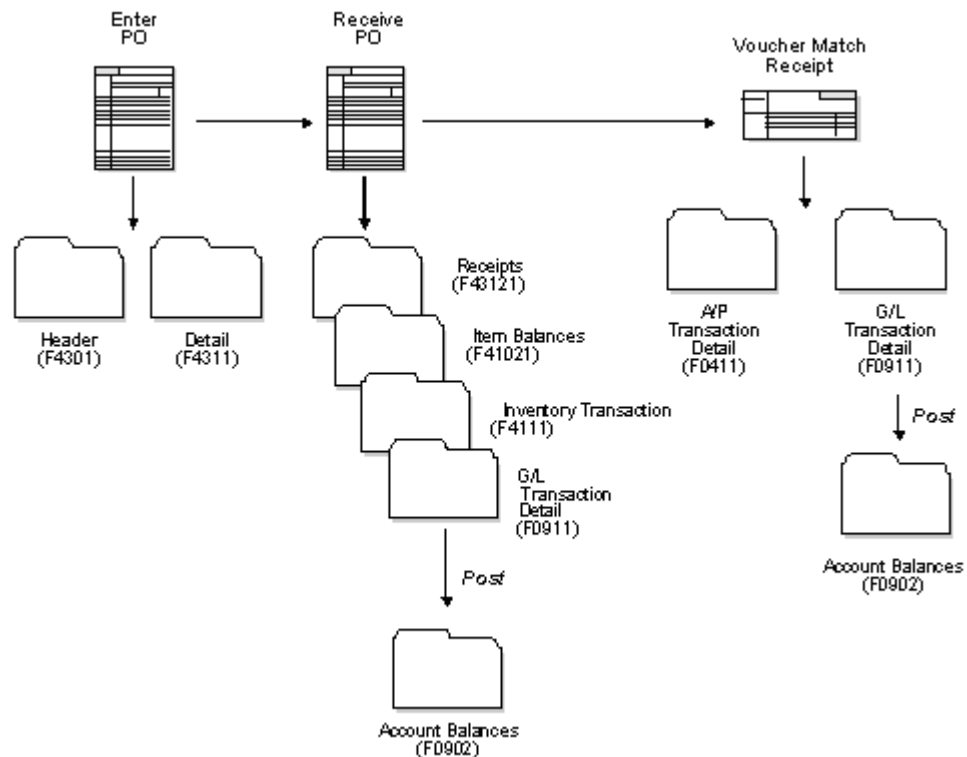 Enter
PO
Receive
PO
Voucher Match
Receipt
Header
(F4301)
Detail
(F4311)
Receipts
(F43121)
Item Balances
(F41021)
Inventory Transaction
(F4111)
G/L
Transaction
Detail
(F0911)
Post
Account Balances
(F0902)
A/P
Transaction
Detail
(F0411)
G/L
Transaction
Detail
(F0911)
Post
Account Balances
(F0902)